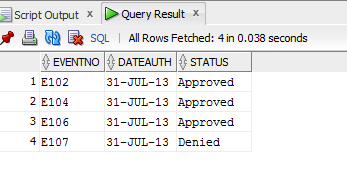 Script Output Query Result
SQL All Rows Fetched: 4 in 0.038 seconds
EVENTNO DATEAUTH STATUS
1 E102 31-JUL-13 Approved
2 E104 31-JUL-13 Approved
3 E106 31-JUL-13 Approved
4 E107 31-JUL-13 Denied